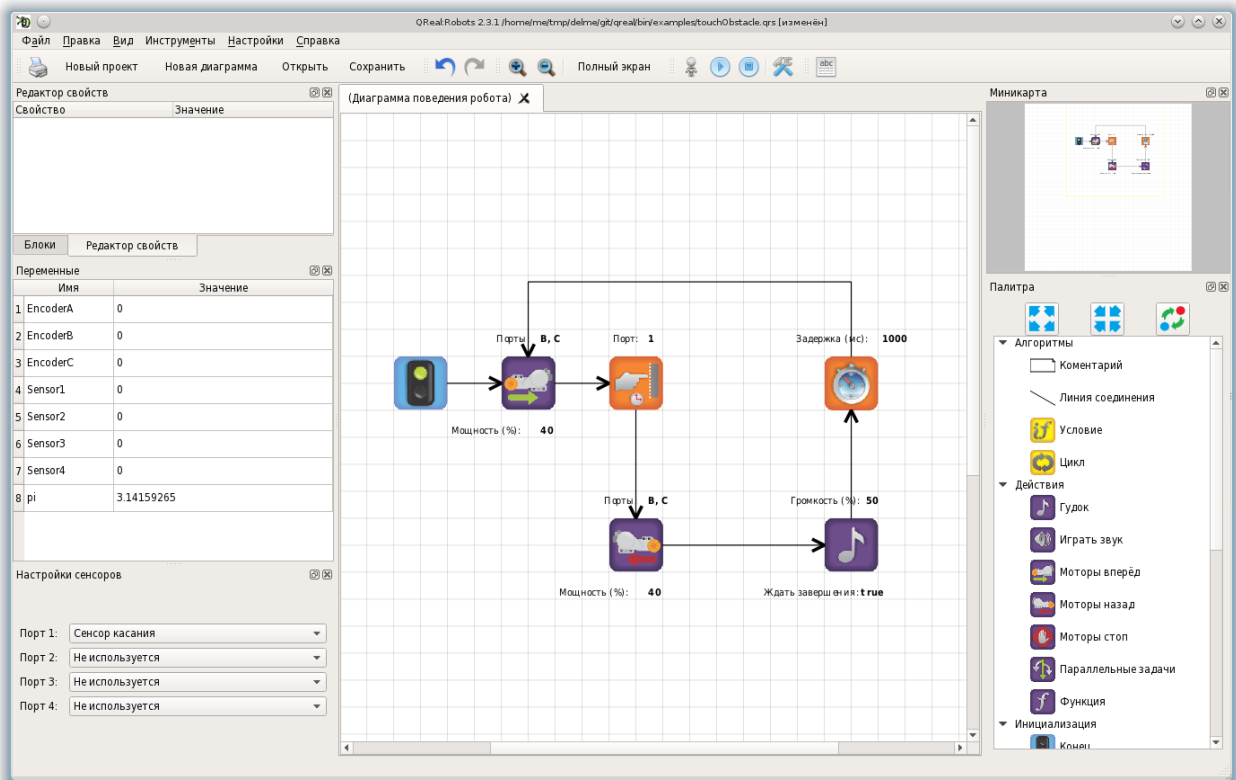 QReal:Robots 2.3.1 /home/me/tmp/delme/git/qreal/bin/examples/touchObstacle.qrs [изменён]
Файл Правка Вид Инструменты Настройки Справка
Новый проект Новая диаграмма Открыть Сохранить Полный экран abc
Редактор свойств
Свойство Значение
Блоки Редактор свойств
Переменные
Имя Значение
1 EncoderA 0
2 EncoderB 0
3 EncoderC 0
4 Sensor1 0
5 Sensor2 0
6 Sensor3 0
7 Sensor4 0
8 pi 3.14159265
Настройки сенсоров
Порт 1: Сенсор касания
Порт 2: Не используется
Порт 3: Не используется
Порт 4: Не используется
(Диаграмма поведения робота)
Порты B, C
Порт: 1
Задержка (мс): 1000
Мощность (%): 40
Порты B, C
Громкость (%): 50
Мощность (%): 40
Ждать завершения: true
Миникарта
Палитра
Алгоритмы
Коментарий
Линия соединения
if Условие
Цикл
Действия
Гудок
Играть звук
Моторы вперёд
Моторы назад
Моторы стоп
Параллельные задачи
f Функция
Инициализация
Конец